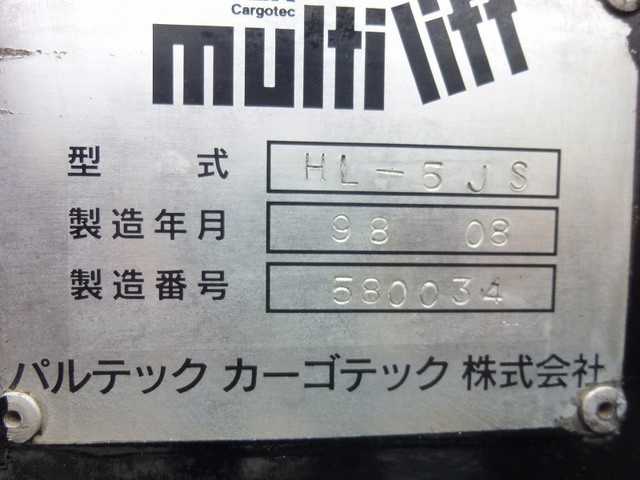 Cargotec
multilift
型式 HL-5JS
製造年月 98 08
製造番号 580034
パルテック カーゴテック 株式会社